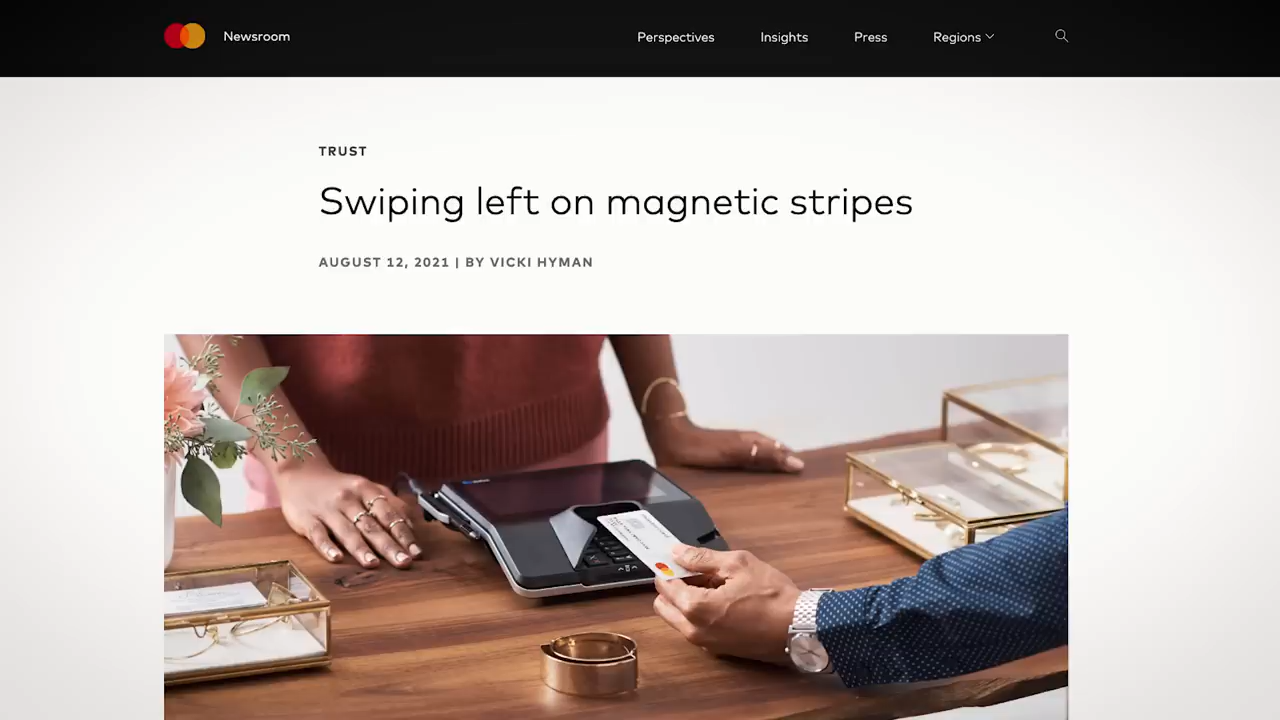 Newsroom
Perspectives
Insights
Press
Regions
TRUST
Swiping left on magnetic stripes
AUGUST 12, 2021 | BY VICKI HYMAN